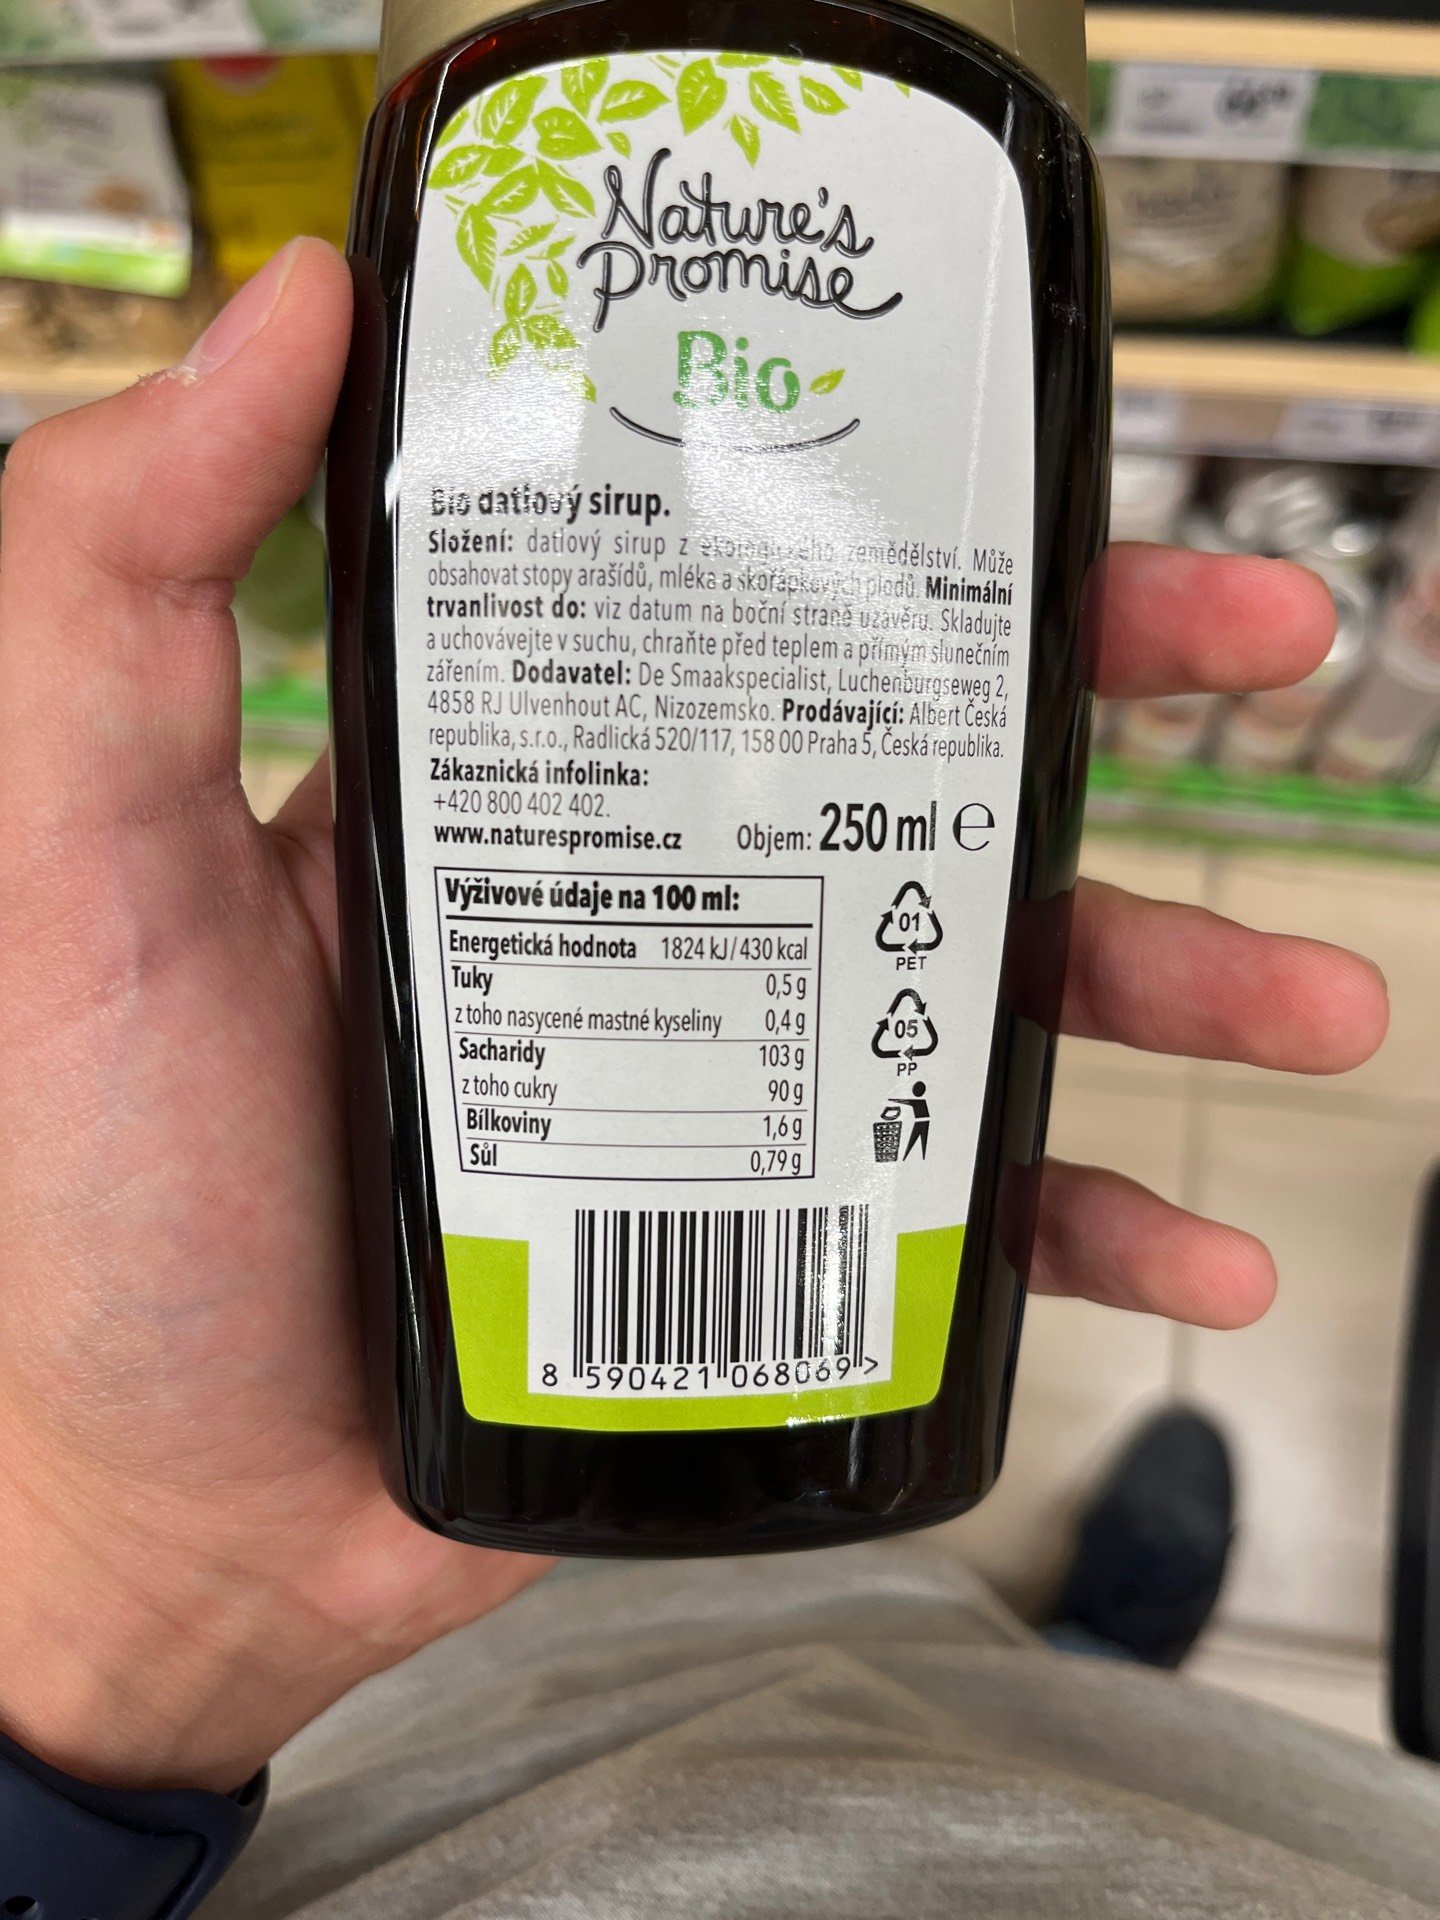 Nature's
Promise
Bio
Bio datlový sirup.
Složení: datlový sirup z ekologického zemědělství. Může
obsahovat stopy arašídů, mléka a skořápkových plodů. Minimální
trvanlivost do: viz datum na boční straně uzávěru. Skladujte
a uchovávejte v suchu, chraňte před teplem a přímým slunečním
zářením. Dodavatel: De Smaakspecialist, Luchenburgseweg 2,
4858 RJ Ulvenhout AC, Nizozemsko. Prodávající: Albert Česká
republika, s.r.o., Radlická 520/117, 158 00 Praha 5, Česká republika.
Zákaznická infolinka:
+420 800 402 402.
www.naturespromise.cz
Objem: 250 ml e
Výživové údaje na 100 ml:
Energetická hodnota 1824 kJ/430 kcal
Tuky 0,5 g
z toho nasycené mastné kyseliny 0,4 g
Sacharidy 103 g
z toho cukry 90 g
Bílkoviny 1,6 g
Sůl 0,79 g
01
PET
05
PP
8 590421 068069 >